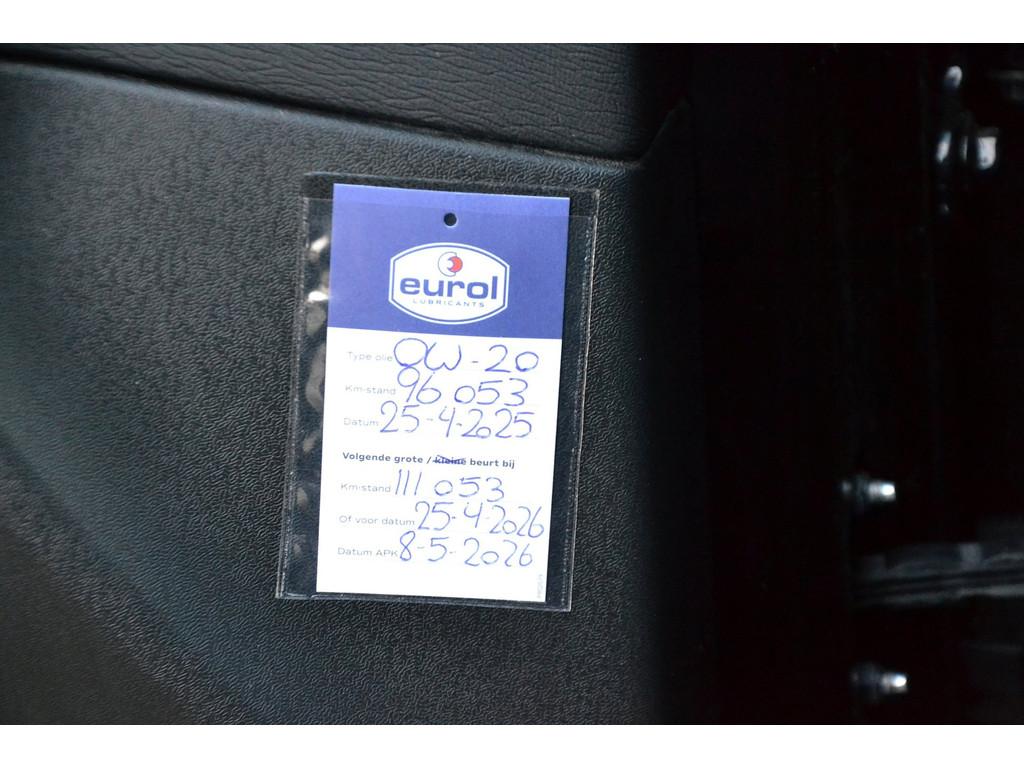 eurol
LUBRICANTS
Type olie 0W-20
Km-stand 96 053
Datum 25-4-2025
Volgende grote / kleine beurt bij
Km-stand 111 053
Of voor datum 25-4-2026
Datum APK 8-5-2026